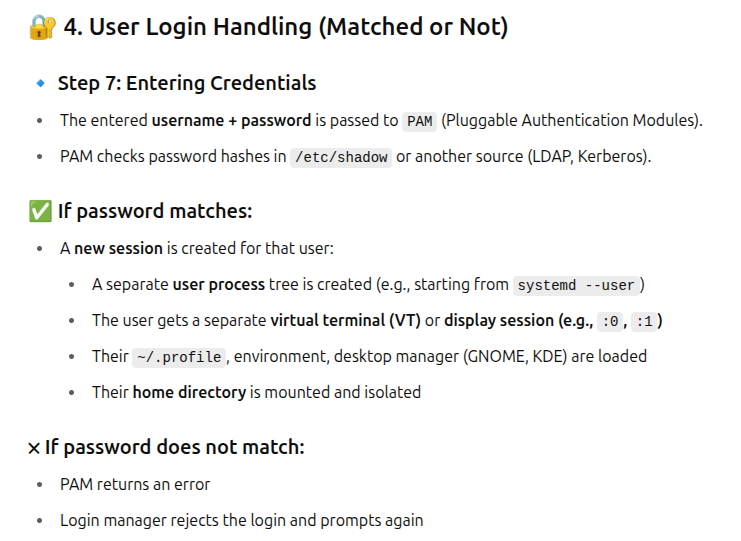 🔐 4. User Login Handling (Matched or Not)
🔹 Step 7: Entering Credentials
• The entered username + password is passed to PAM (Pluggable Authentication Modules).
• PAM checks password hashes in /etc/shadow or another source (LDAP, Kerberos).
✅ If password matches:
• A new session is created for that user:
• A separate user process tree is created (e.g., starting from systemd --user)
• The user gets a separate virtual terminal (VT) or display session (e.g., :0, :1)
• Their ~/.profile, environment, desktop manager (GNOME, KDE) are loaded
• Their home directory is mounted and isolated
❌ If password does not match:
• PAM returns an error
• Login manager rejects the login and prompts again